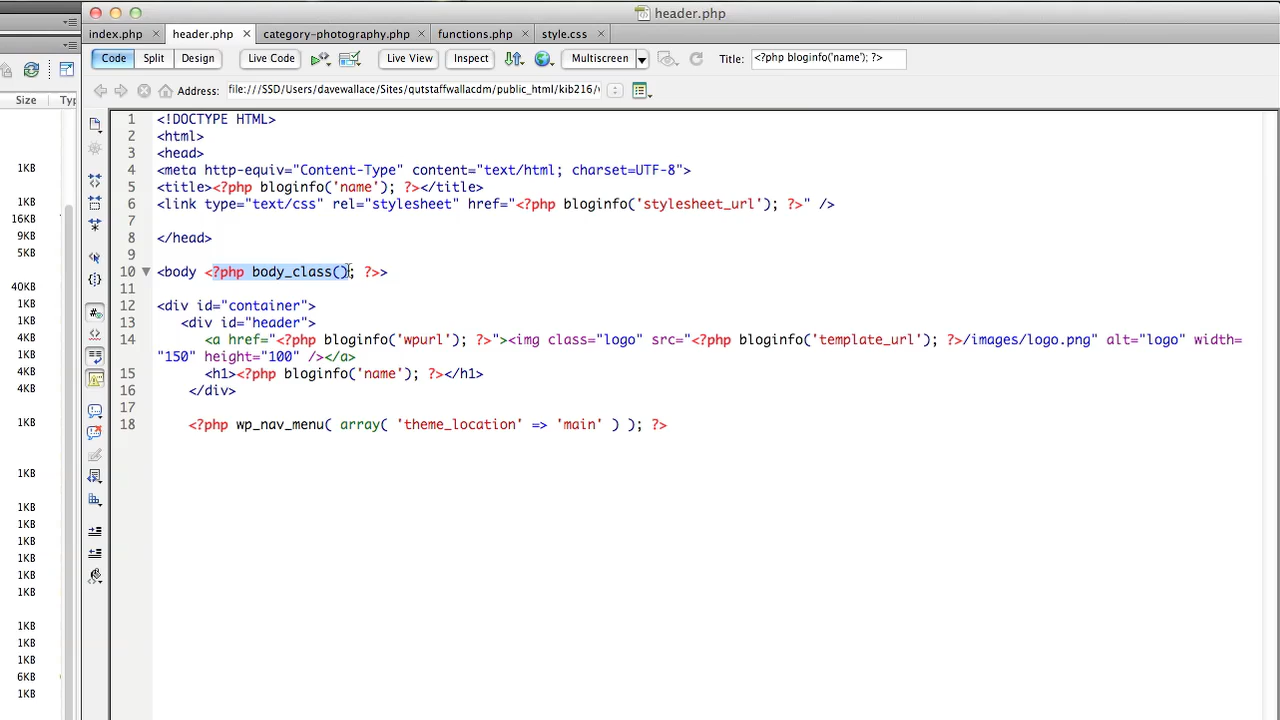 header.php
index.php × header.php × category-photography.php × functions.php × style.css ×
Code Split Design Live Code Live View Inspect Multiscreen Title: <?php bloginfo('name'); ?>
Address: file:///SSD/Users/davewallace/Sites/qutstaffwallacdm/public_html/kib216/
Size Typ
1 <!DOCTYPE HTML>
2 <html>
3 <head>
4 <meta http-equiv="Content-Type" content="text/html; charset=UTF-8">
5 <title><?php bloginfo('name'); ?></title>
6 <link type="text/css" rel="stylesheet" href="<?php bloginfo('stylesheet_url'); ?>" />
7
8 </head>
9
10 <body <?php body_class(); ?>>
11
12 <div id="container">
13 <div id="header">
14 <a href="<?php bloginfo('wpurl'); ?>"><img class="logo" src="<?php bloginfo('template_url'); ?>/images/logo.png" alt="logo" width=
"150" height="100" /></a>
15 <h1><?php bloginfo('name'); ?></h1>
16 </div>
17
18 <?php wp_nav_menu( array( 'theme_location' => 'main' ) ); ?>
1KB
1KB
16KB
9KB
5KB
40KB
1KB
1KB
4KB
1KB
4KB
4KB
1KB
1KB
1KB
1KB
1KB
1KB
1KB
1KB
1KB
1KB
1KB
6KB
1KB